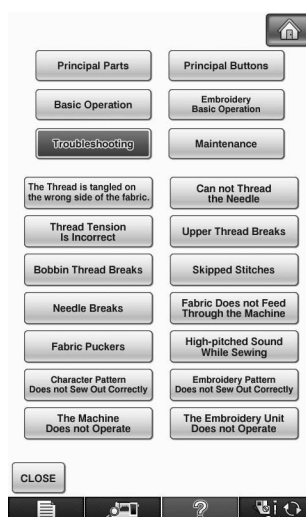 Principal Parts
Principal Buttons
Basic Operation
Embroidery
Basic Operation
Troubleshooting
Maintenance
The Thread is tangled on
the wrong side of the fabric.
Can not Thread
the Needle
Thread Tension
Is Incorrect
Upper Thread Breaks
Bobbin Thread Breaks
Skipped Stitches
Needle Breaks
Fabric Does not Feed
Through the Machine
Fabric Puckers
High-pitched Sound
While Sewing
Character Pattern
Does not Sew Out Correctly
Embroidery Pattern
Does not Sew Out Correctly
The Machine
Does not Operate
The Embroidery Unit
Does not Operate
CLOSE
?
i